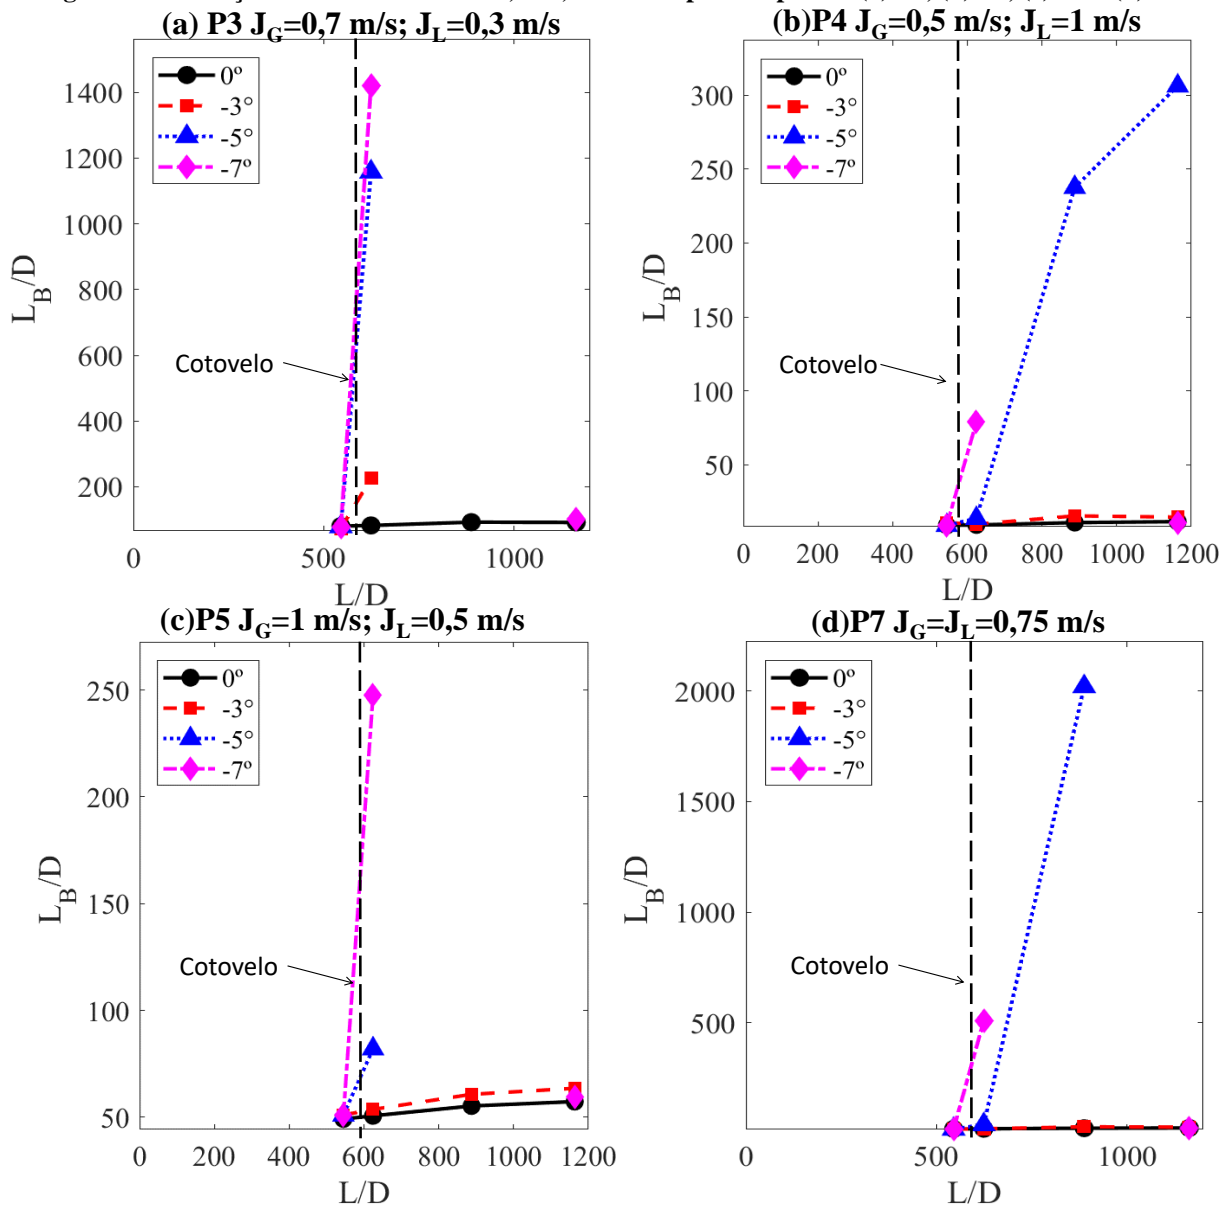 (a) P3 J_G=0,7 m/s; J_L=0,3 m/s
0º
-3°
-5°
-7º
1400
1200
1000
800
600
400
200
L_B/D
Cotovelo
0
500
1000
L/D
(b)P4 J_G=0,5 m/s; J_L=1 m/s
0º
-3°
-5°
-7º
300
250
200
150
100
50
L_B/D
Cotovelo
0
200
400
600
800
1000
1200
L/D
(c)P5 J_G=1 m/s; J_L=0,5 m/s
0º
-3°
-5°
-7º
250
200
150
100
50
L_B/D
Cotovelo
0
200
400
600
800
1000
1200
L/D
(d)P7 J_G=J_L=0,75 m/s
0º
-3°
-5°
-7º
2000
1500
1000
500
L_B/D
Cotovelo
0
500
1000
L/D